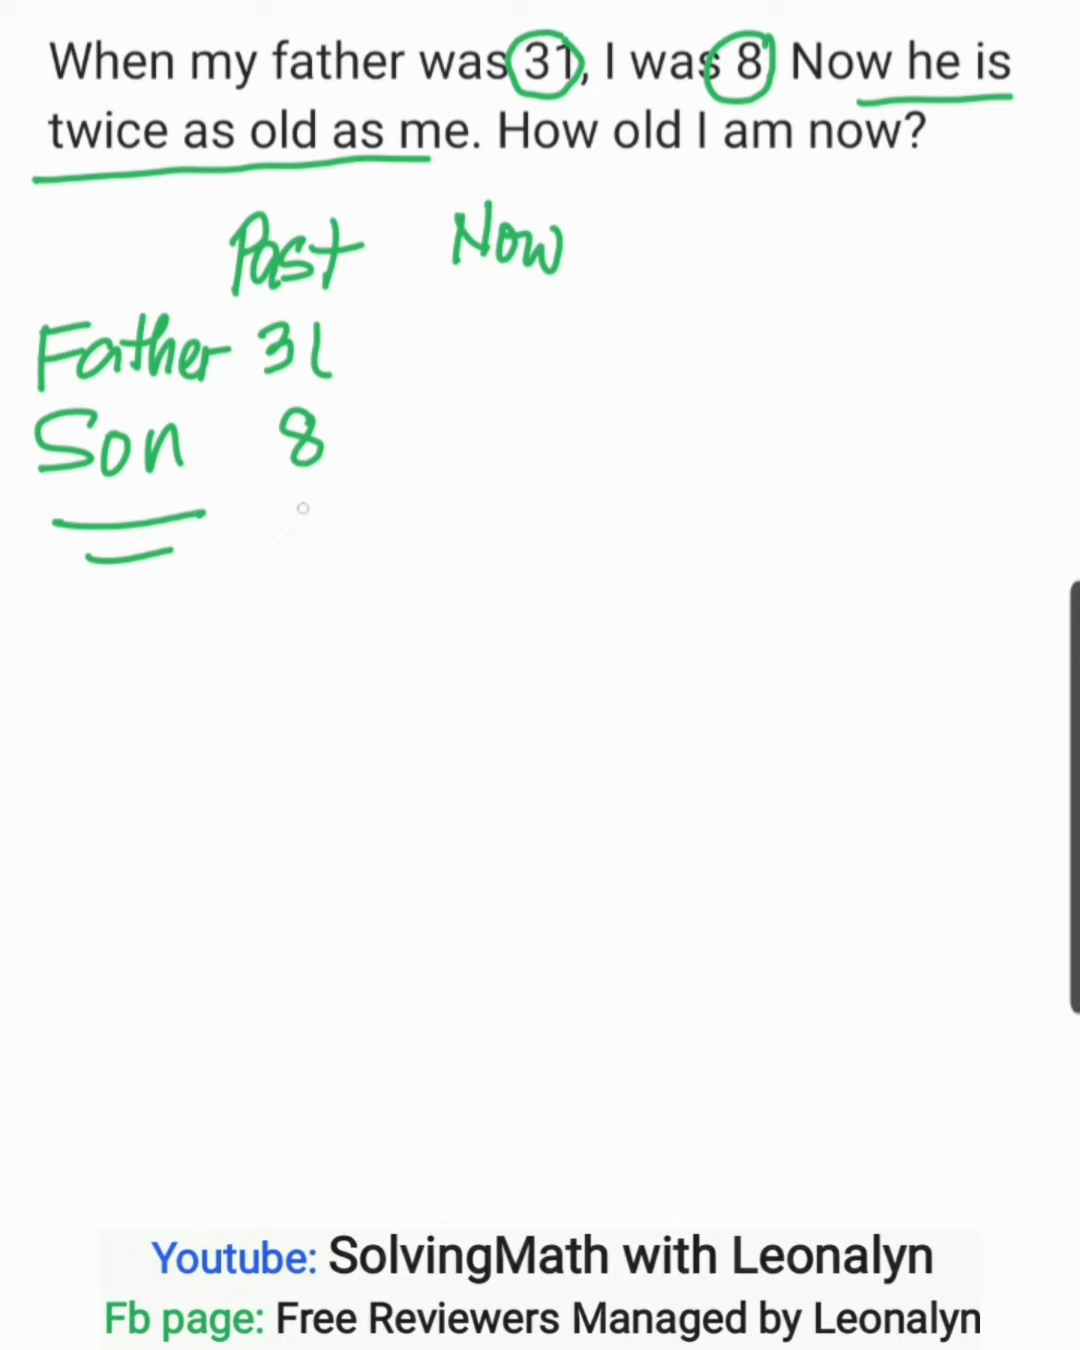 When my father was 31, I was 8. Now he is
twice as old as me. How old I am now?
Past Now
Father 31
Son 8
Youtube: SolvingMath with Leonalyn
Fb page: Free Reviewers Managed by Leonalyn